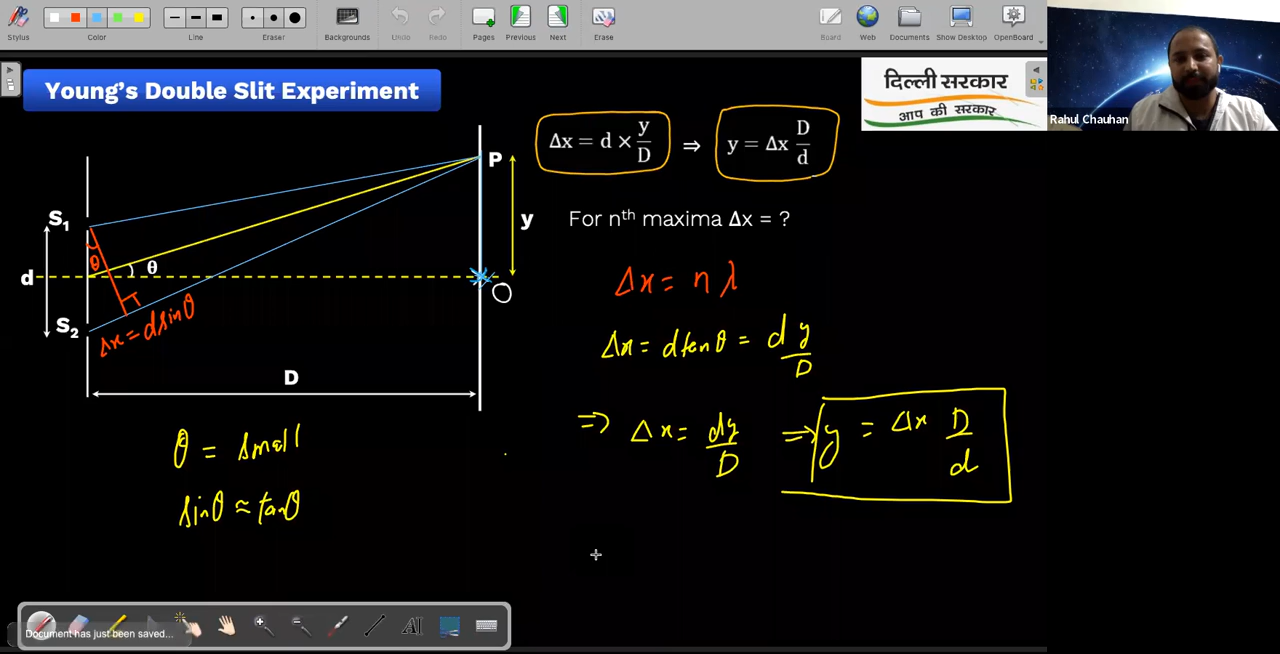 Stylus
Color
Line
Eraser
Backgrounds
Undo
Redo
Pages
Previous
Next
Erase
Board
Web
Documents
Show Desktop
OpenBoard
Young's Double Slit Experiment
दिल्ली सरकार
आप की सरकार
Rahul Chauhan
Δx = d × y/D ⇒ y = Δx D/d
P
S₁
y
For nᵗʰ maxima Δx = ?
θ
θ
d
O
Δx = nλ
S₂
Δx = d sinθ
Δx = d tanθ = d y/D
D
⇒ Δx = dy/D ⇒ y = Δx D/d
θ = small
sinθ ≈ tanθ
Document has just been saved...